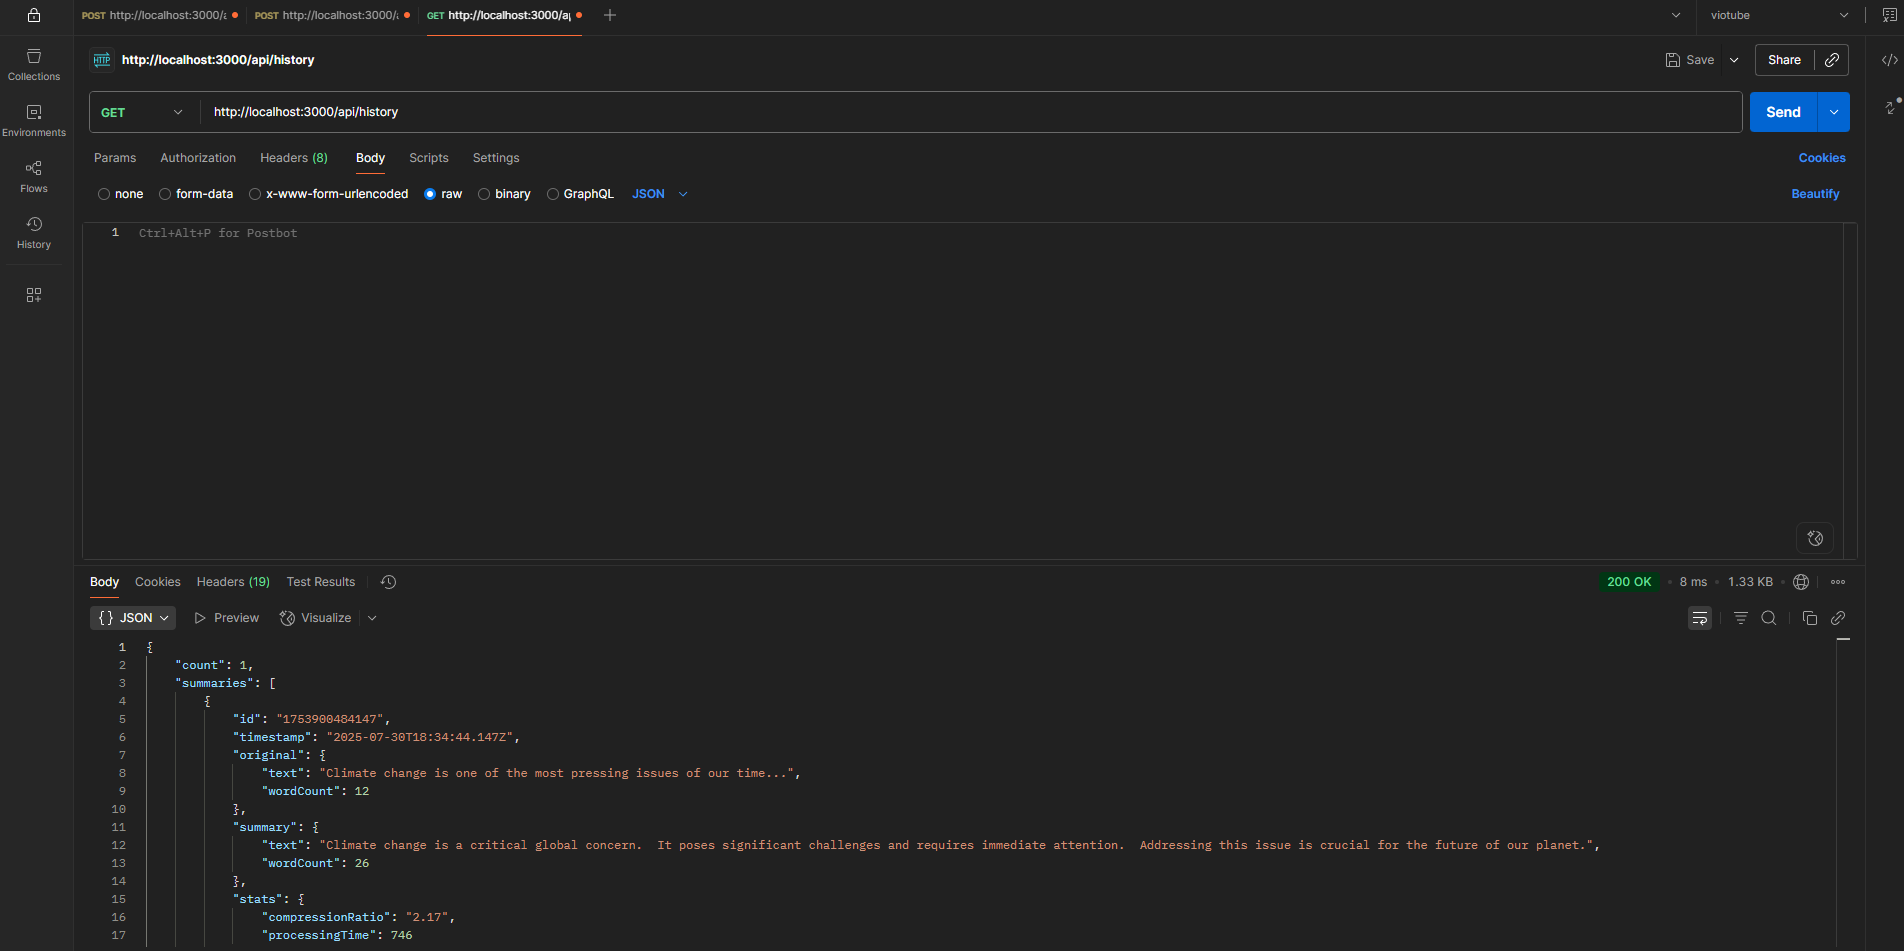 POST http://localhost:3000/a
POST http://localhost:3000/a
GET http://localhost:3000/ap
viotube
Collections
Environments
Flows
History
HTTP
http://localhost:3000/api/history
Save
Share
GET
http://localhost:3000/api/history
Send
Params Authorization Headers (8) Body Scripts Settings
Cookies
none form-data x-www-form-urlencoded raw binary GraphQL JSON
Beautify
1 Ctrl+Alt+P for Postbot
Body Cookies Headers (19) Test Results
200 OK • 8 ms • 1.33 KB •
{} JSON Preview Visualize
1 {
2 "count": 1,
3 "summaries": [
4 {
5 "id": "1753900484147",
6 "timestamp": "2025-07-30T18:34:44.147Z",
7 "original": {
8 "text": "Climate change is one of the most pressing issues of our time...",
9 "wordCount": 12
10 },
11 "summary": {
12 "text": "Climate change is a critical global concern.  It poses significant challenges and requires immediate attention.  Addressing this issue is crucial for the future of our planet.",
13 "wordCount": 26
14 },
15 "stats": {
16 "compressionRatio": "2.17",
17 "processingTime": 746